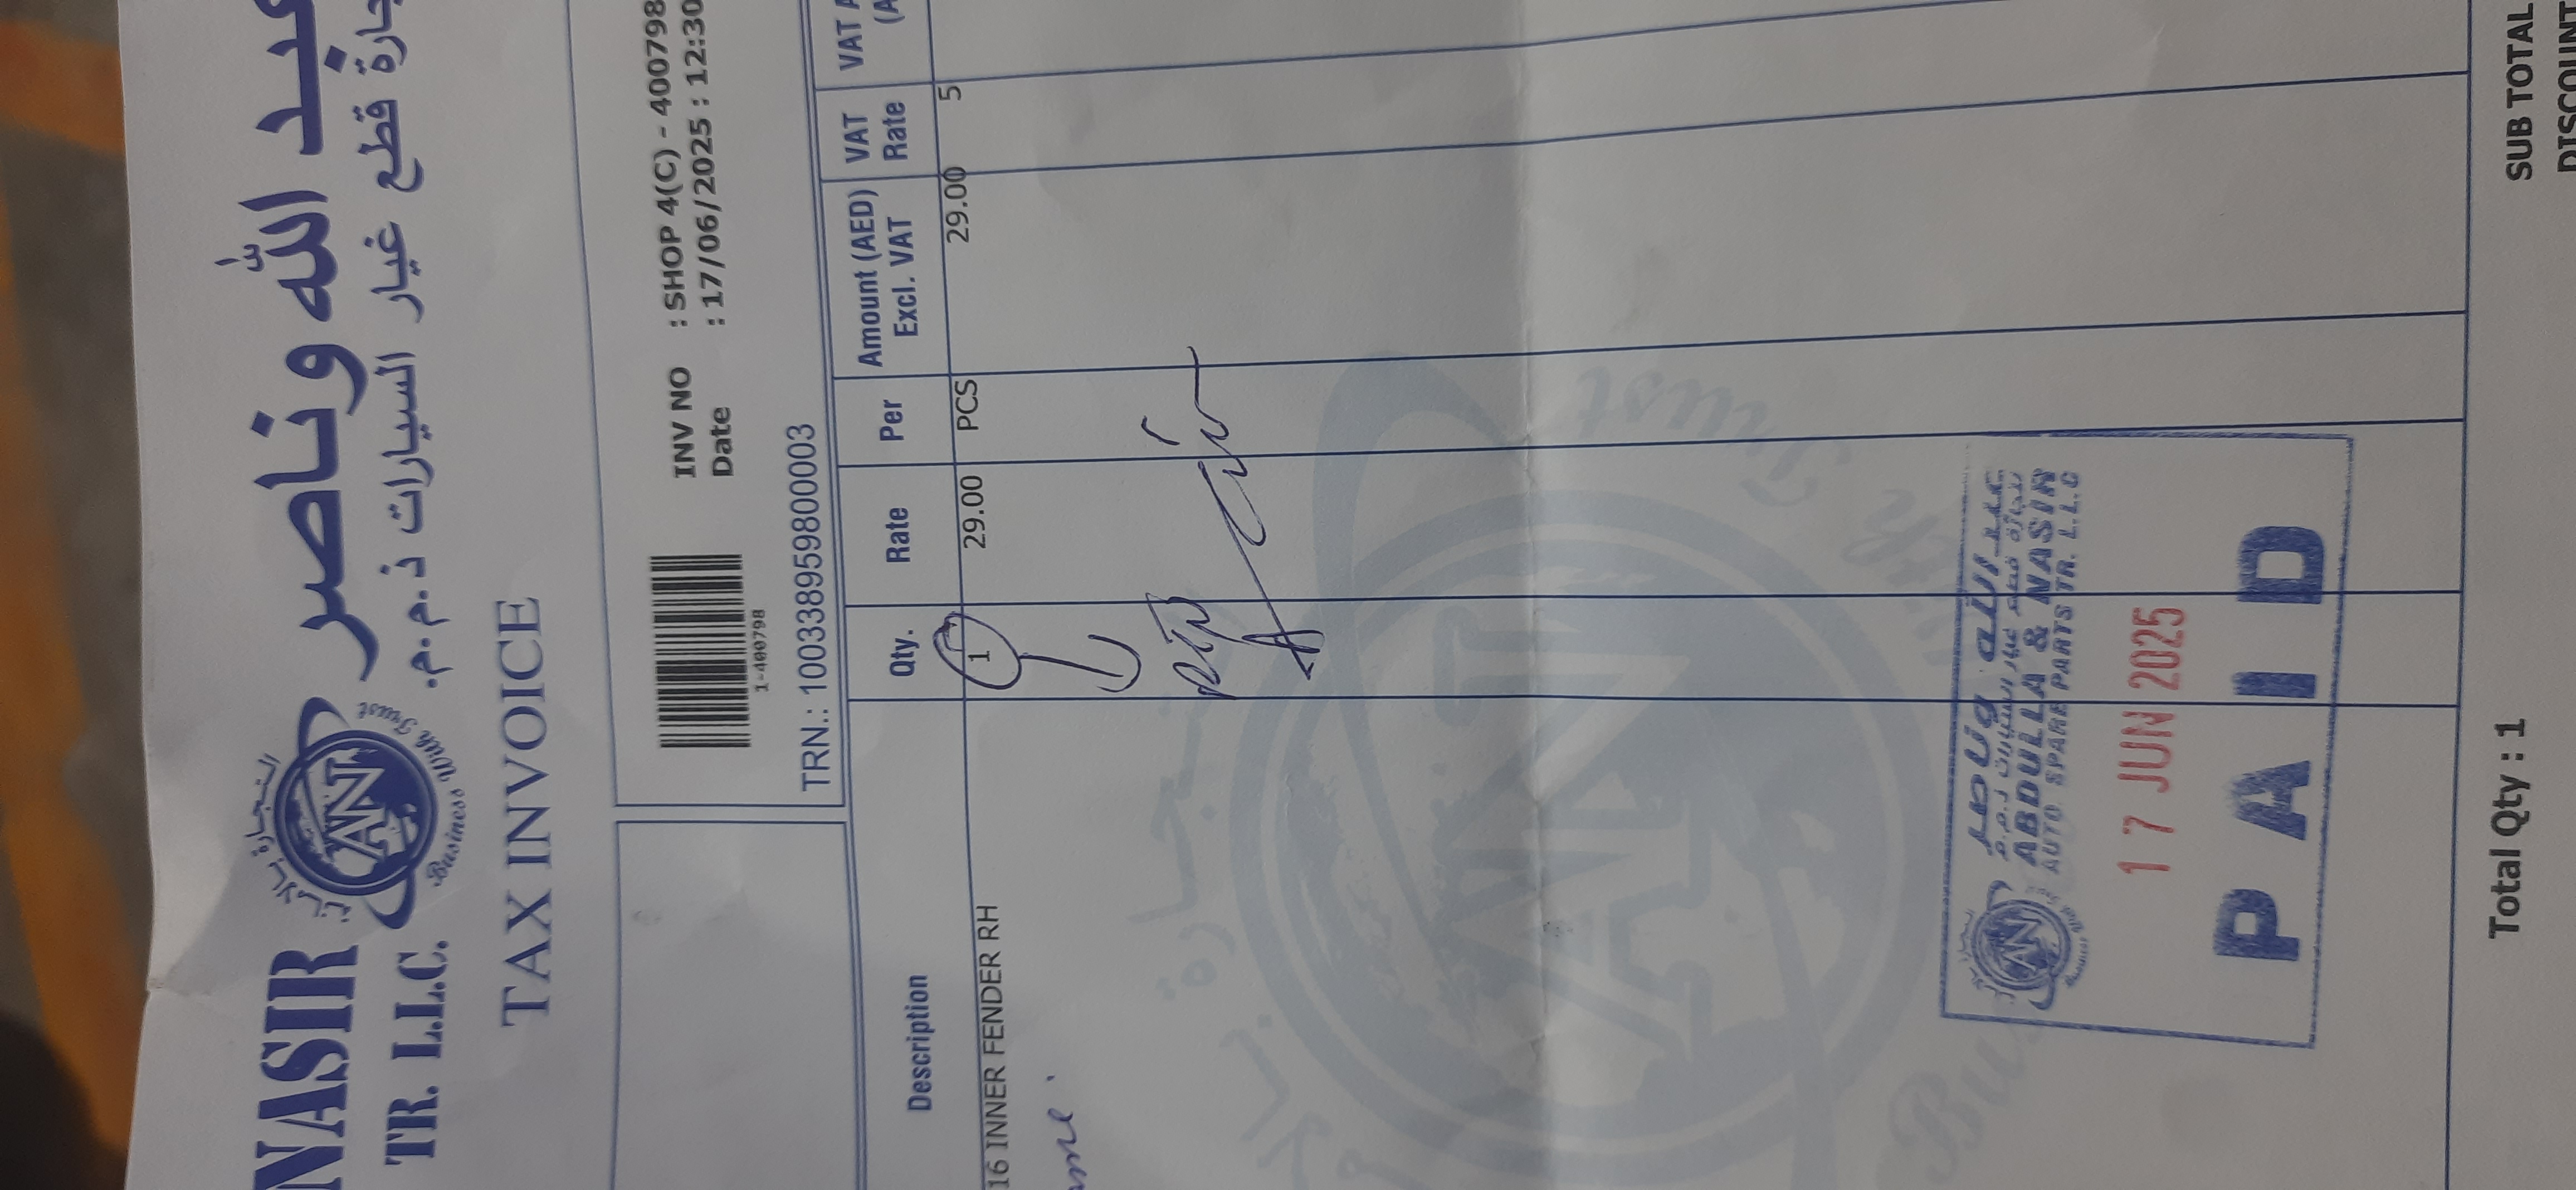 NASIR
عبد الله وناصر
TR. L.L.C.
تجارة قطع غيار السيارات ذ.م.م.
AN
Business With Trust
TAX INVOICE
INV NO : SHOP 4(C) - 400798
Date : 17/06/2025 : 12:30
1-400798
TRN.: 100338959800003
Description Qty. Rate Per Amount (AED) Excl. VAT VAT Rate VAT
16 INNER FENDER RH 1 29.00 PCS 29.00 5
ABDULLA & NASIR
AUTO SPARE PARTS TR. L.L.C
17 JUN 2025
PAID
Total Qty : 1 SUB TOTAL
DISCOUNT